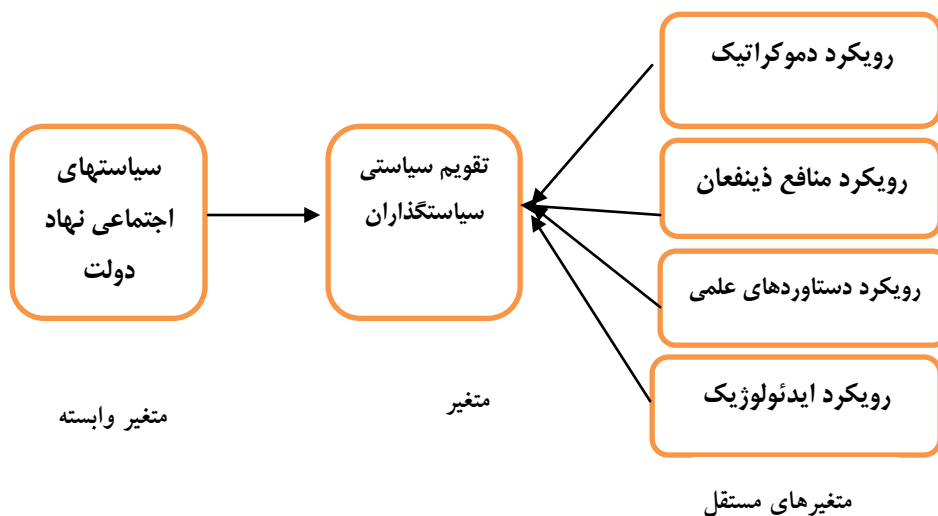 رویکرد دموکراتیک
رویکرد منافع ذینفعان
رویکرد دستاوردهای علمی
رویکرد ایدئولوژیک
متغیرهای مستقل
تقویم سیاستی
سیاستگذاران
متغیر
سیاستهای
اجتماعی نهاد
دولت
متغیر وابسته